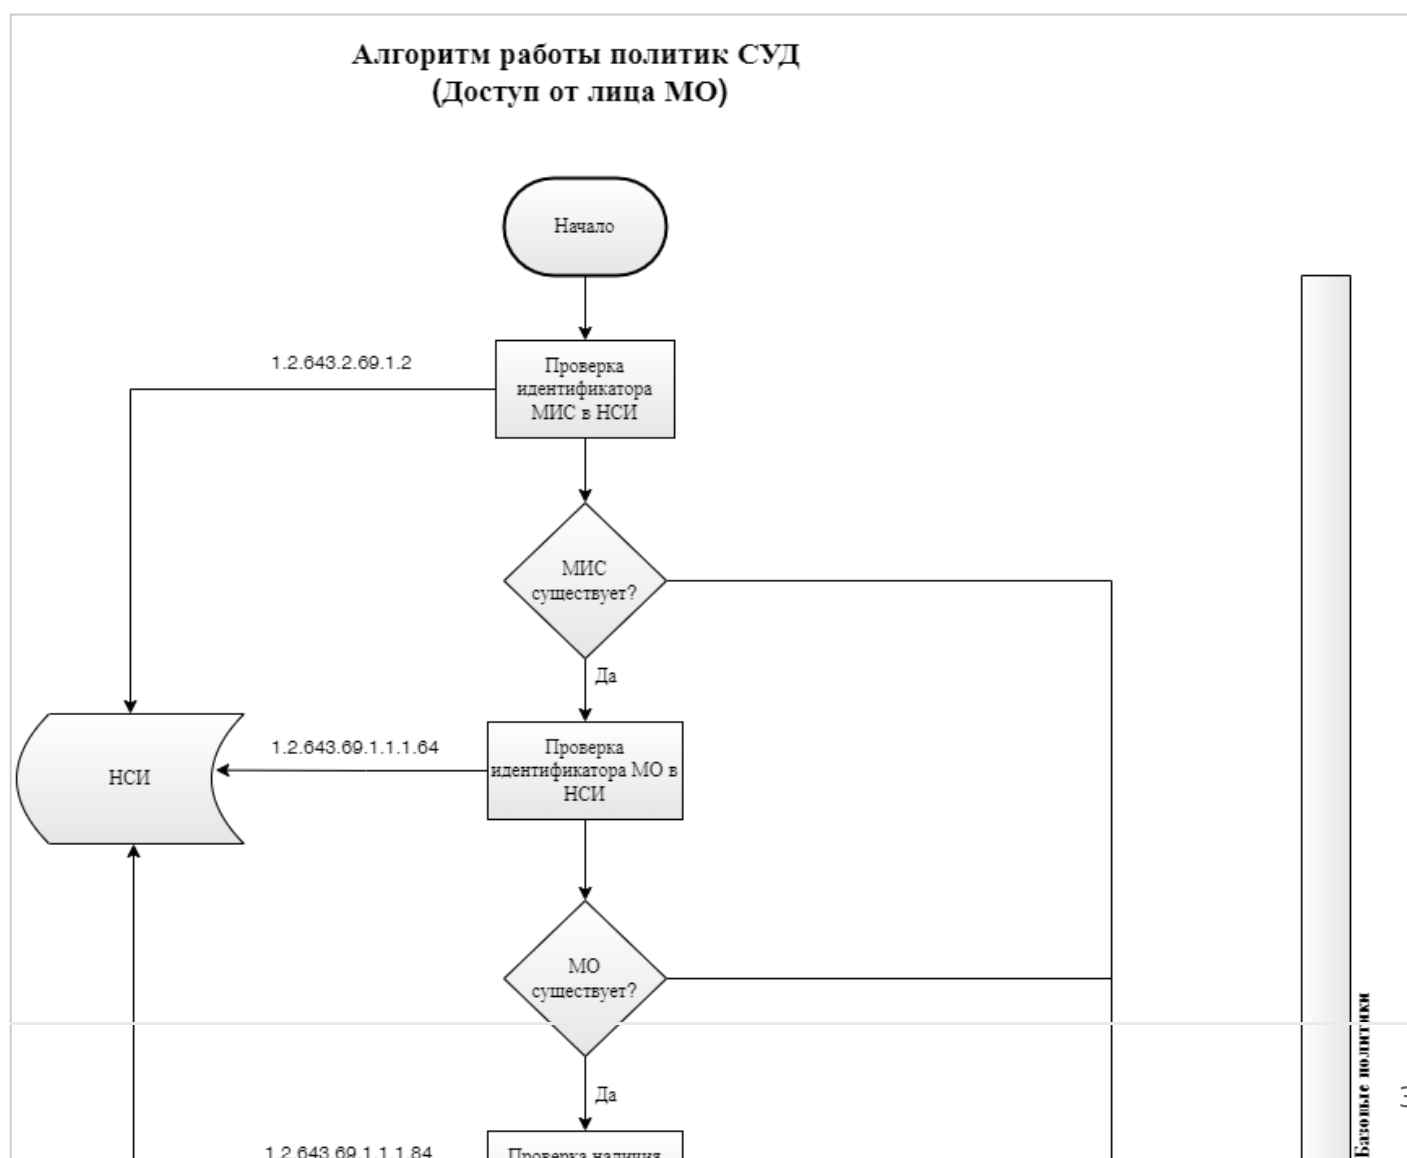 Алгоритм работы политик СУД
(Доступ от лица МО)
Начало
1.2.643.2.69.1.2
Проверка
идентификатора
МИС в НСИ
МИС
существует?
Да
НСИ
1.2.643.69.1.1.1.64
Проверка
идентификатора МО в
НСИ
МО
существует?
Да
Базовые политики
1.2.643.69.1.1.1.84
Проверка наличия